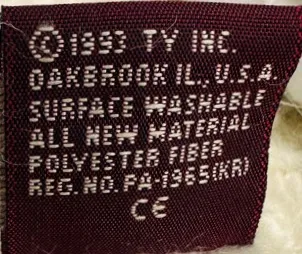 © 1993 TY INC.
OAKBROOK IL., U.S.A.
SURFACE WASHABLE
ALL NEW MATERIAL
POLYESTER FIBER
REG. NO. PA-1965(KR)
CE